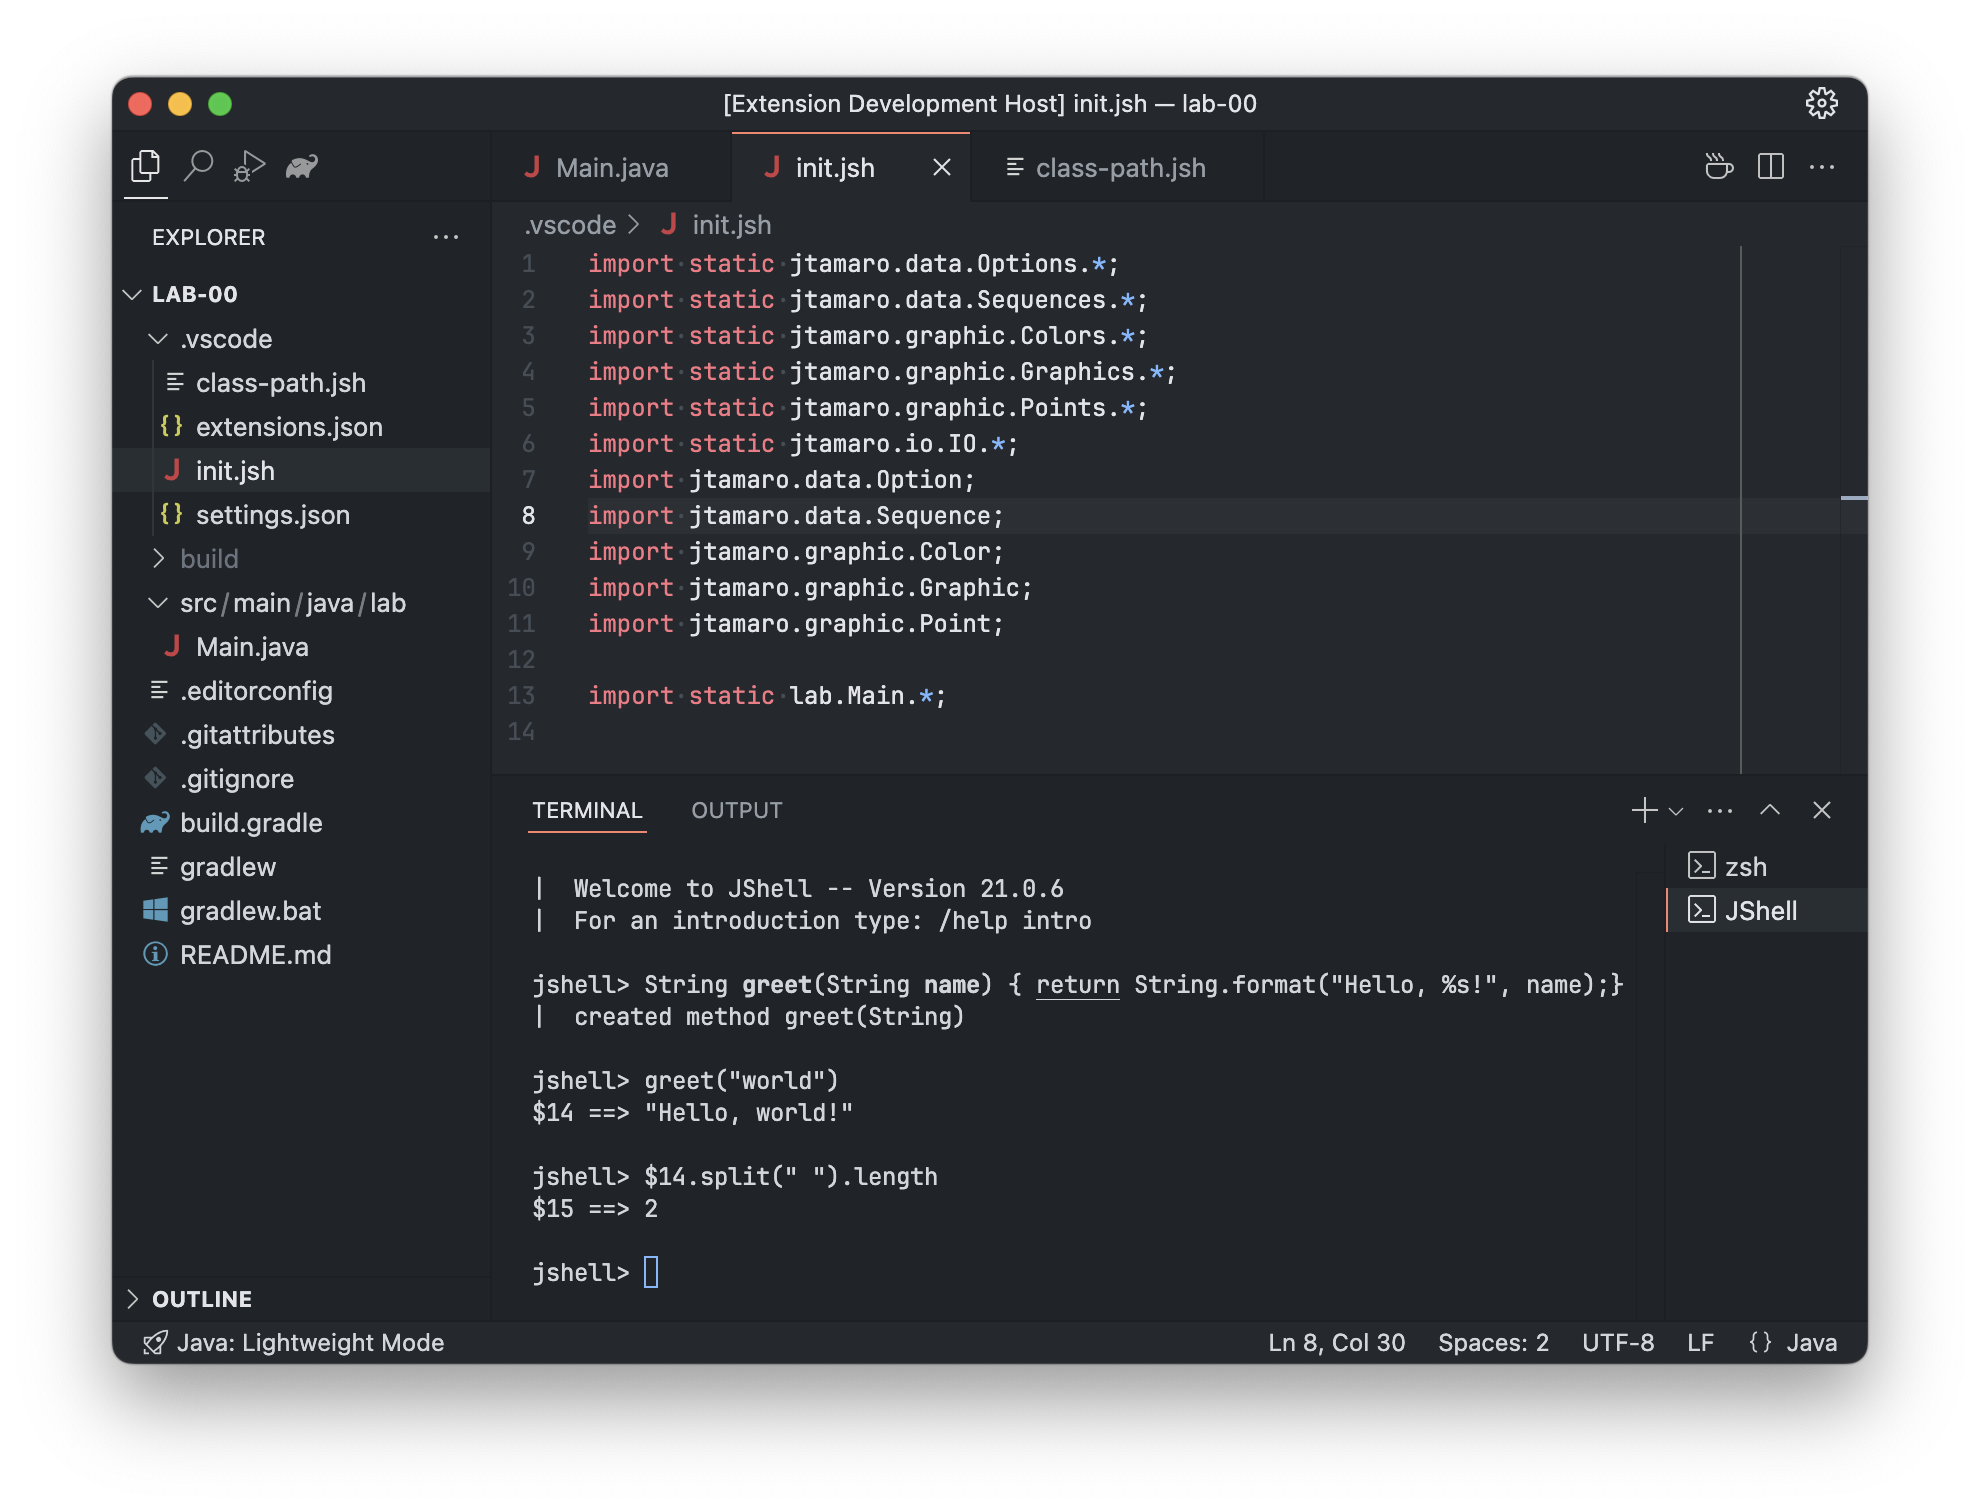 [Extension Development Host] init.jsh — lab-00
Main.java
init.jsh
class-path.jsh
EXPLORER
LAB-00
.vscode
class-path.jsh
extensions.json
init.jsh
settings.json
build
src/main/java/lab
Main.java
.editorconfig
.gitattributes
.gitignore
build.gradle
gradlew
gradlew.bat
README.md
OUTLINE
.vscode > init.jsh
1 import static jtamaro.data.Options.*;
2 import static jtamaro.data.Sequences.*;
3 import static jtamaro.graphic.Colors.*;
4 import static jtamaro.graphic.Graphics.*;
5 import static jtamaro.graphic.Points.*;
6 import static jtamaro.io.IO.*;
7 import jtamaro.data.Option;
8 import jtamaro.data.Sequence;
9 import jtamaro.graphic.Color;
10 import jtamaro.graphic.Graphic;
11 import jtamaro.graphic.Point;
12
13 import static lab.Main.*;
14
TERMINAL
OUTPUT
| Welcome to JShell -- Version 21.0.6
| For an introduction type: /help intro
jshell> String greet(String name) { return String.format("Hello, %s!", name);}
| created method greet(String)
jshell> greet("world")
$14 ==> "Hello, world!"
jshell> $14.split(" ").length
$15 ==> 2
jshell>
zsh
JShell
Java: Lightweight Mode
Ln 8, Col 30
Spaces: 2
UTF-8
LF
{} Java